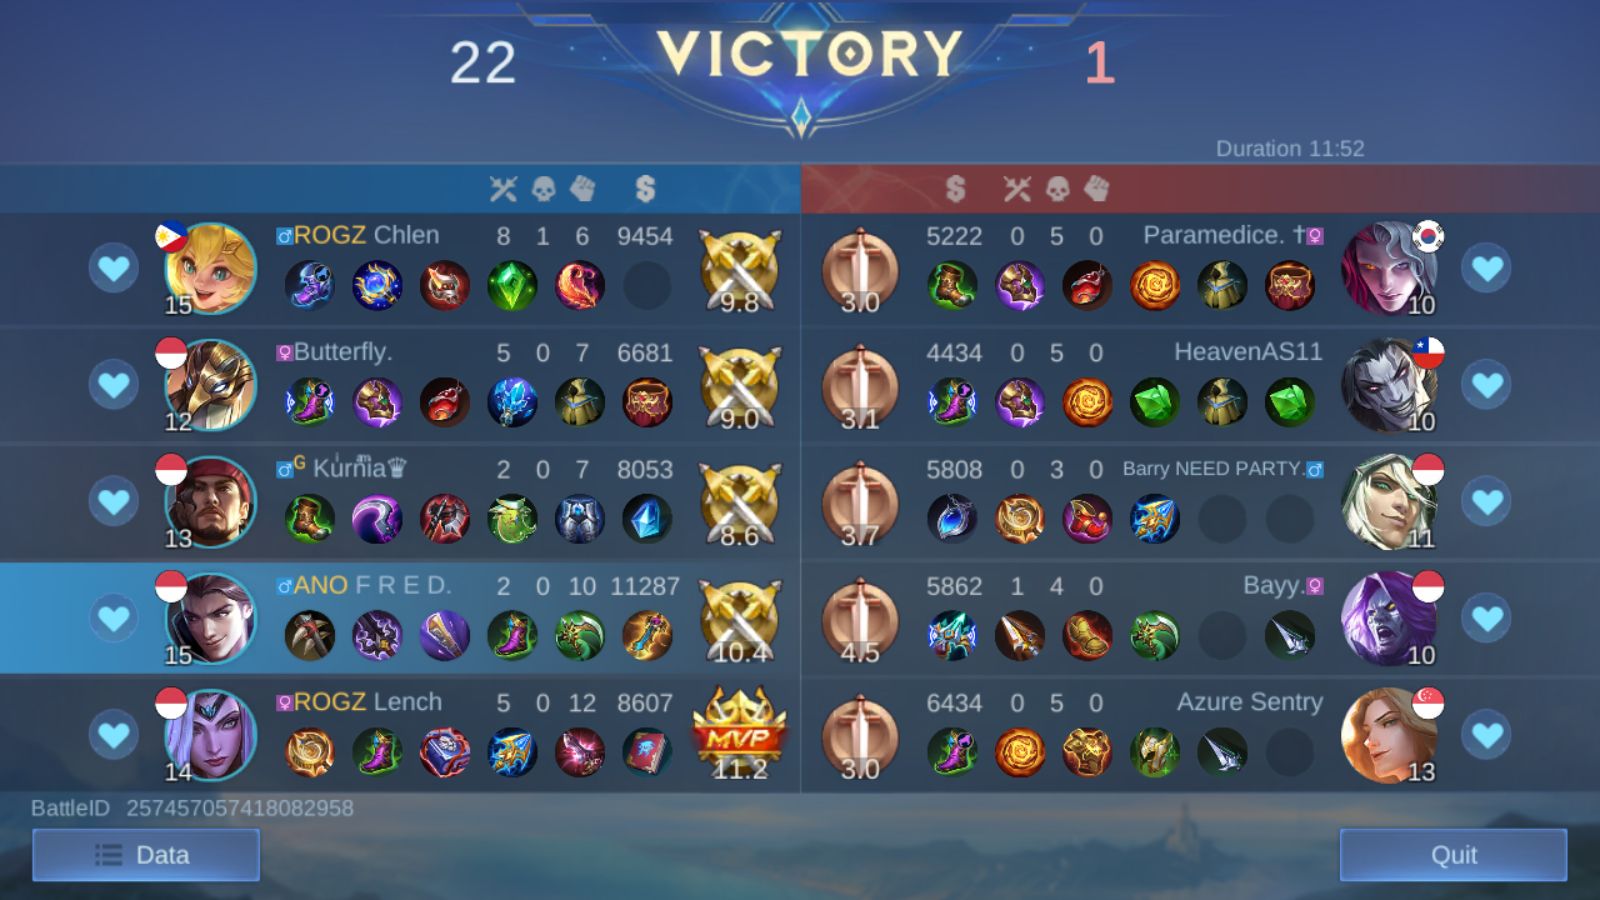 22 VICTORY 1
Duration 11:52
ROGZ Chlen 8 1 6 9454
15 9.8
5222 0 5 0 Paramedice. ✝
3.0 10
Butterfly. 5 0 7 6681
12 9.0
4434 0 5 0 HeavenAS11
3.1 10
G Kurnia♛ 2 0 7 8053
13 8.6
5808 0 3 0 Barry NEED PARTY.
3.7 11
ANO F R E D. 2 0 10 11287
15 10.4
5862 1 4 0 Bayy.
4.5 10
ROGZ Lench 5 0 12 8607
14 MVP 11.2
6434 0 5 0 Azure Sentry
3.0 13
BattleID 257457057418082958
Data
Quit